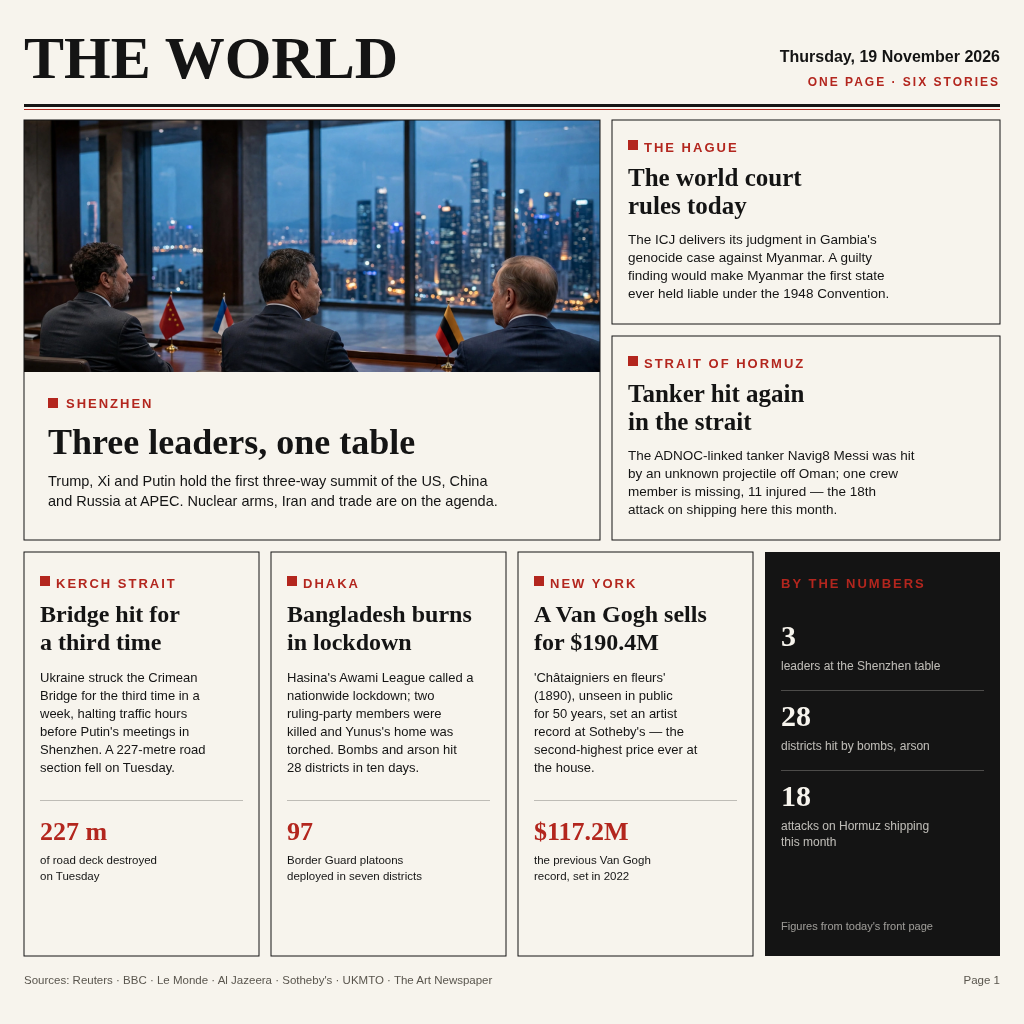 THE WORLD
Thursday, 19 November 2026
ONE PAGE · SIX STORIES
SHENZHEN
Three leaders, one table
Trump, Xi and Putin hold the first three-way summit of the US, China
and Russia at APEC. Nuclear arms, Iran and trade are on the agenda.
THE HAGUE
The world court
rules today
The ICJ delivers its judgment in Gambia's
genocide case against Myanmar. A guilty
finding would make Myanmar the first state
ever held liable under the 1948 Convention.
STRAIT OF HORMUZ
Tanker hit again
in the strait
The ADNOC-linked tanker Navig8 Messi was hit
by an unknown projectile off Oman; one crew
member is missing, 11 injured — the 18th
attack on shipping here this month.
KERCH STRAIT
Bridge hit for
a third time
Ukraine struck the Crimean
Bridge for the third time in a
week, halting traffic hours
before Putin's meetings in
Shenzhen. A 227-metre road
section fell on Tuesday.
227 m
of road deck destroyed
on Tuesday
DHAKA
Bangladesh burns
in lockdown
Hasina's Awami League called a
nationwide lockdown; two
ruling-party members were
killed and Yunus's home was
torched. Bombs and arson hit
28 districts in ten days.
97
Border Guard platoons
deployed in seven districts
NEW YORK
A Van Gogh sells
for $190.4M
'Châtaigniers en fleurs'
(1890), unseen in public
for 50 years, set an artist
record at Sotheby's — the
second-highest price ever at
the house.
$117.2M
the previous Van Gogh
record, set in 2022
BY THE NUMBERS
3
leaders at the Shenzhen table
28
districts hit by bombs, arson
18
attacks on Hormuz shipping
this month
Figures from today's front page
Sources: Reuters · BBC · Le Monde · Al Jazeera · Sotheby's · UKMTO · The Art Newspaper
Page 1